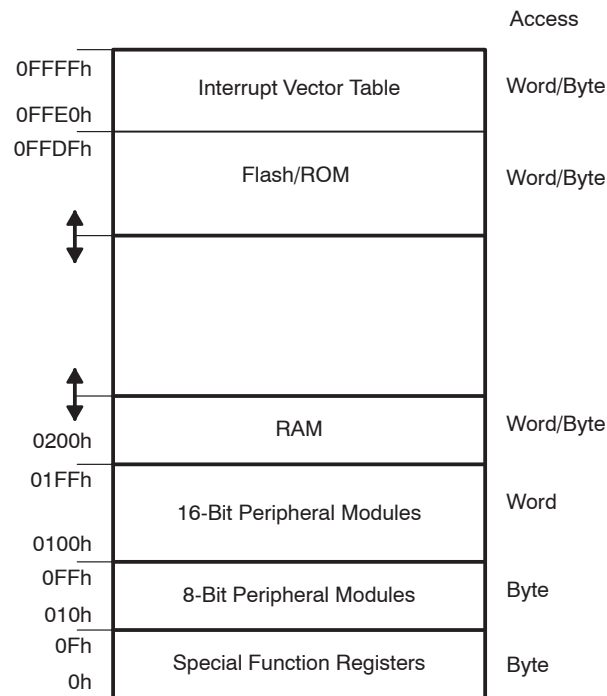 Access
0FFFFh
Interrupt Vector Table
Word/Byte
0FFE0h
0FFDFh
Flash/ROM
Word/Byte
RAM
Word/Byte
0200h
01FFh
16-Bit Peripheral Modules
Word
0100h
0FFh
8-Bit Peripheral Modules
Byte
010h
0Fh
Special Function Registers
Byte
0h